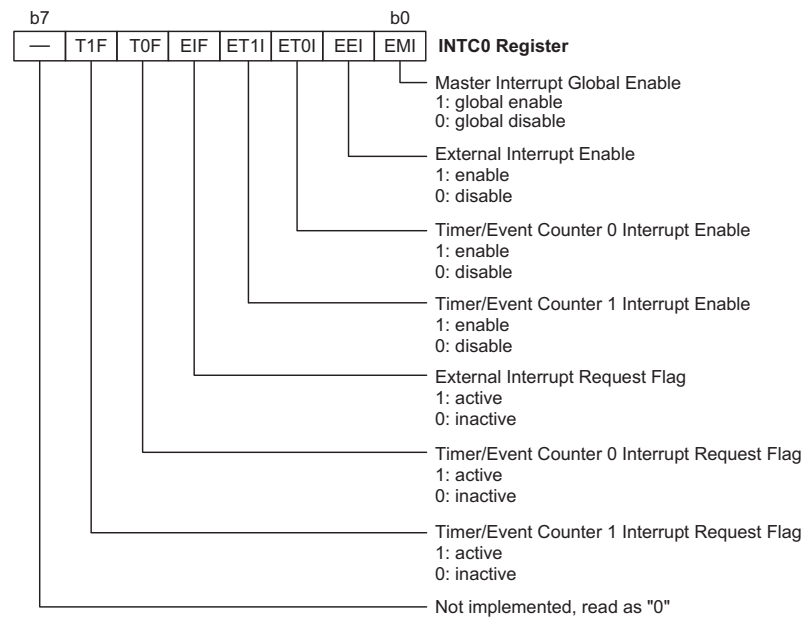 b7 b0
— T1F T0F EIF ET1I ET0I EEI EMI INTC0 Register
Master Interrupt Global Enable
1: global enable
0: global disable
External Interrupt Enable
1: enable
0: disable
Timer/Event Counter 0 Interrupt Enable
1: enable
0: disable
Timer/Event Counter 1 Interrupt Enable
1: enable
0: disable
External Interrupt Request Flag
1: active
0: inactive
Timer/Event Counter 0 Interrupt Request Flag
1: active
0: inactive
Timer/Event Counter 1 Interrupt Request Flag
1: active
0: inactive
Not implemented, read as "0"